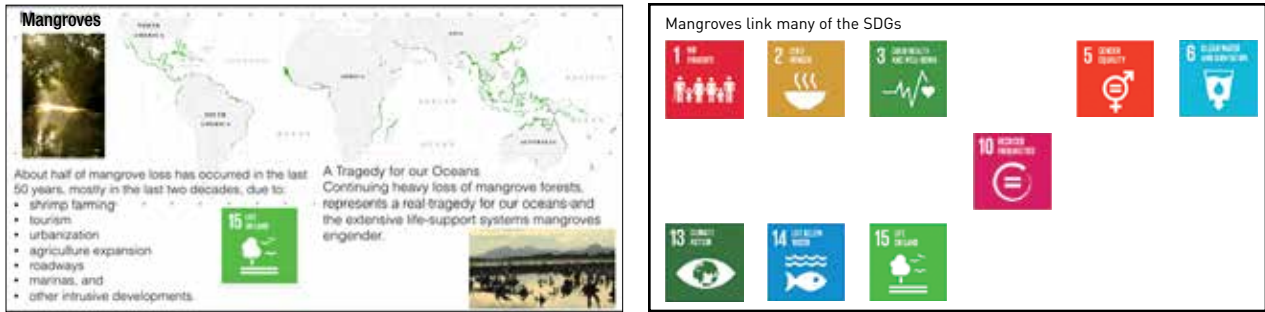 Mangroves
NORTH
AMERICA
ASIA
AFRICA
SOUTH
AMERICA
AUSTRALIA
About half of mangrove loss has occurred in the last
50 years, mostly in the last two decades, due to:
• shrimp farming
• tourism
• urbanization
• agriculture expansion
• roadways
• marinas, and
• other intrusive developments.
15 LIFE
ON LAND
A Tragedy for our Oceans
Continuing heavy loss of mangrove forests,
represents a real tragedy for our oceans and
the extensive life-support systems mangroves
engender.
Mangroves link many of the SDGs
1 NO
POVERTY
2 ZERO
HUNGER
3 GOOD HEALTH
AND WELL-BEING
5 GENDER
EQUALITY
6 CLEAN WATER
AND SANITATION
10 REDUCED
INEQUALITIES
13 CLIMATE
ACTION
14 LIFE BELOW
WATER
15 LIFE
ON LAND